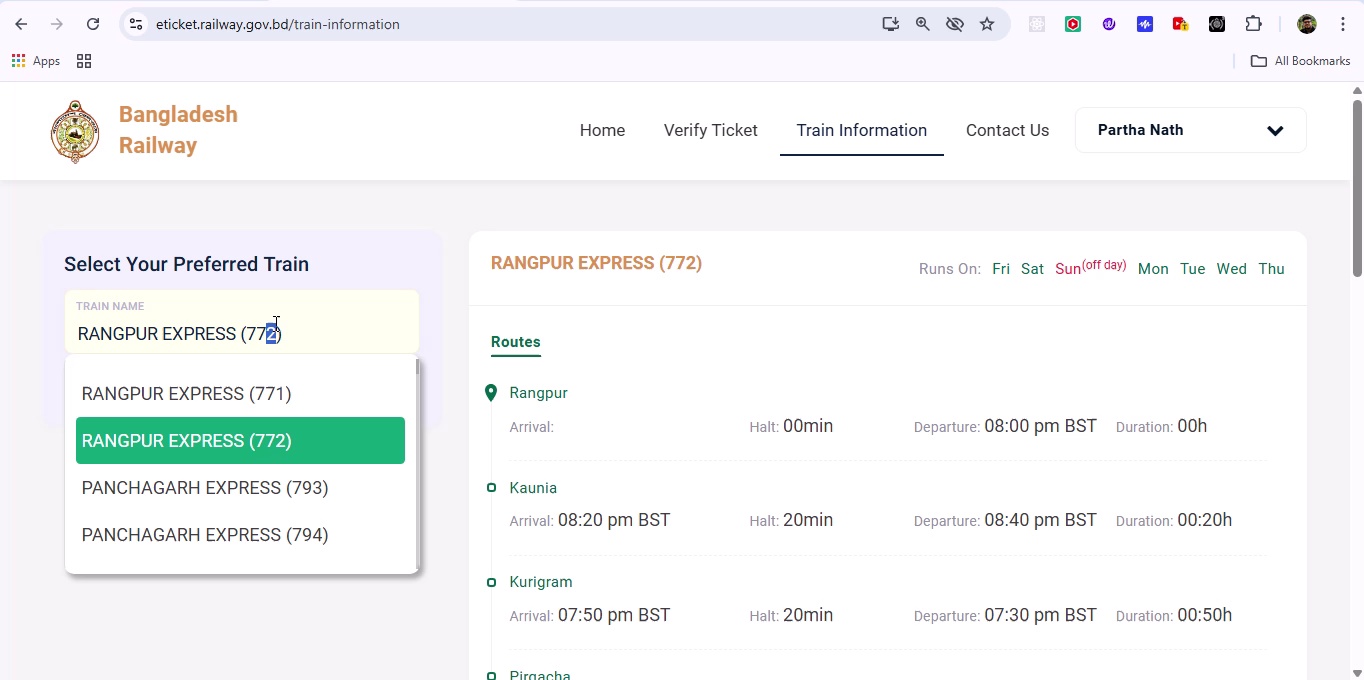 eticket.railway.gov.bd/train-information
Apps
All Bookmarks
Bangladesh
Railway
Home
Verify Ticket
Train Information
Contact Us
Partha Nath
Select Your Preferred Train
TRAIN NAME
RANGPUR EXPRESS (772)
RANGPUR EXPRESS (771)
RANGPUR EXPRESS (772)
PANCHAGARH EXPRESS (793)
PANCHAGARH EXPRESS (794)
RANGPUR EXPRESS (772)
Runs On: Fri Sat Sun(off day) Mon Tue Wed Thu
Routes
Rangpur
Arrival: Halt: 00min Departure: 08:00 pm BST Duration: 00h
Kaunia
Arrival: 08:20 pm BST Halt: 20min Departure: 08:40 pm BST Duration: 00:20h
Kurigram
Arrival: 07:50 pm BST Halt: 20min Departure: 07:30 pm BST Duration: 00:50h
Pirgacha